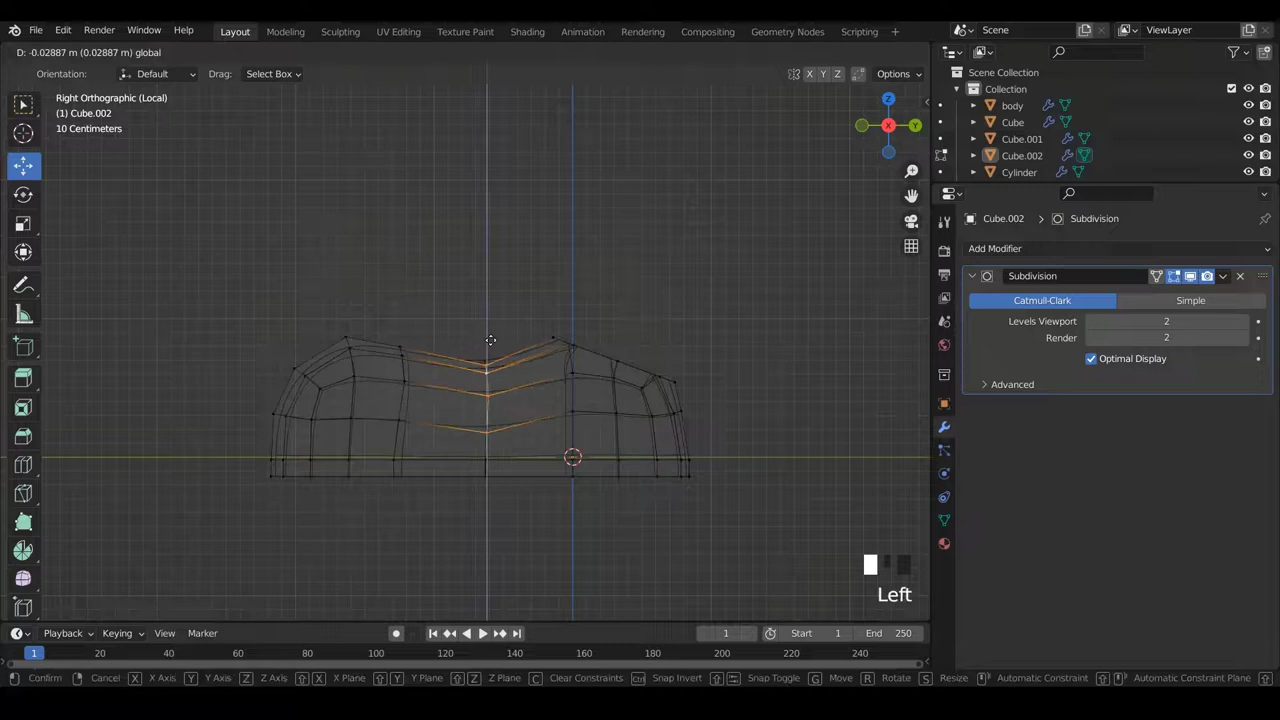 File Edit Render Window Help Layout Modeling Sculpting UV Editing Texture Paint Shading Animation Rendering Compositing Geometry Nodes Scripting Scene ViewLayer
D: -0.02887 m (0.02887 m) global
Orientation: Default Drag: Select Box X Y Z Options
Right Orthographic (Local)
(1) Cube.002
10 Centimeters
Z
X
Y
Left
Scene Collection
Collection
body
Cube
Cube.001
Cube.002
Cylinder
Cube.002 Subdivision
Add Modifier
Subdivision
Catmull-Clark Simple
Levels Viewport 2
Render 2
Optimal Display
Advanced
Playback Keying View Marker 1 Start 1 End 250
1 20 40 60 80 100 120 140 160 180 200 220 240
Confirm Cancel X X Axis Y Y Axis Z Z Axis X X Plane Y Y Plane Z Z Plane C Clear Constraints Ctrl Snap Invert Snap Toggle G Move R Rotate S Resize Automatic Constraint Automatic Constraint Plane